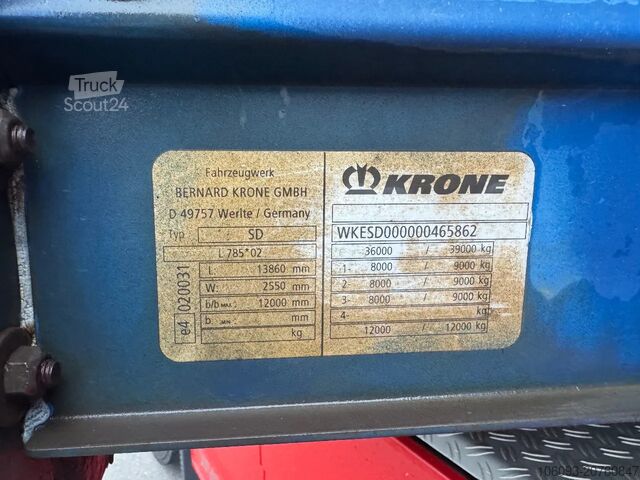 Truck
Scout24
Fahrzeugwerk
BERNARD KRONE GMBH
D 49757 Werlte / Germany
Typ SD
L 785*02
e4 020031
L: 13860 mm
W: 2550 mm
b/b MAX: 12000 mm
b MIN: mm
kg
KRONE
WKESD000000465862
36000 / 39000 kg
1- 8000 / 9000 kg
2- 8000 / 9000 kg
3- 8000 / 9000 kg
4- / kg
12000 / 12000 kg